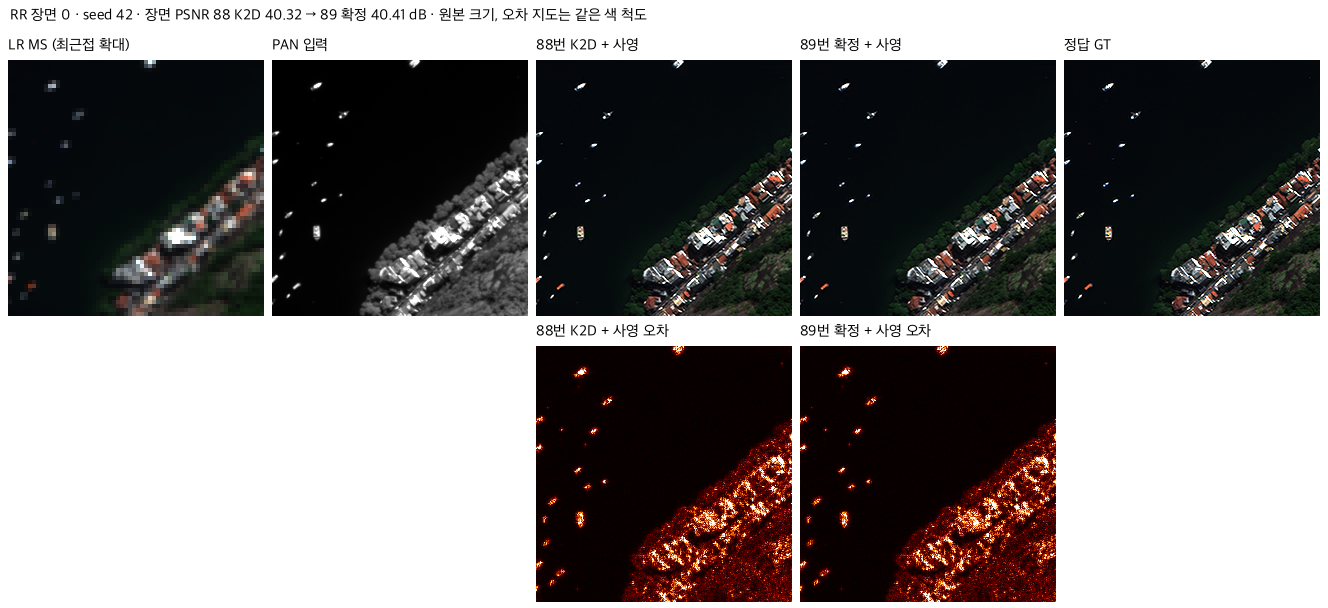 RR 장면 0 · seed 42 · 장면 PSNR 88 K2D 40.32 → 89 확정 40.41 dB · 원본 크기, 오차 지도는 같은 색 척도
LR MS (최근접 확대)
PAN 입력
88번 K2D + 사영
89번 확정 + 사영
정답 GT
88번 K2D + 사영 오차
89번 확정 + 사영 오차